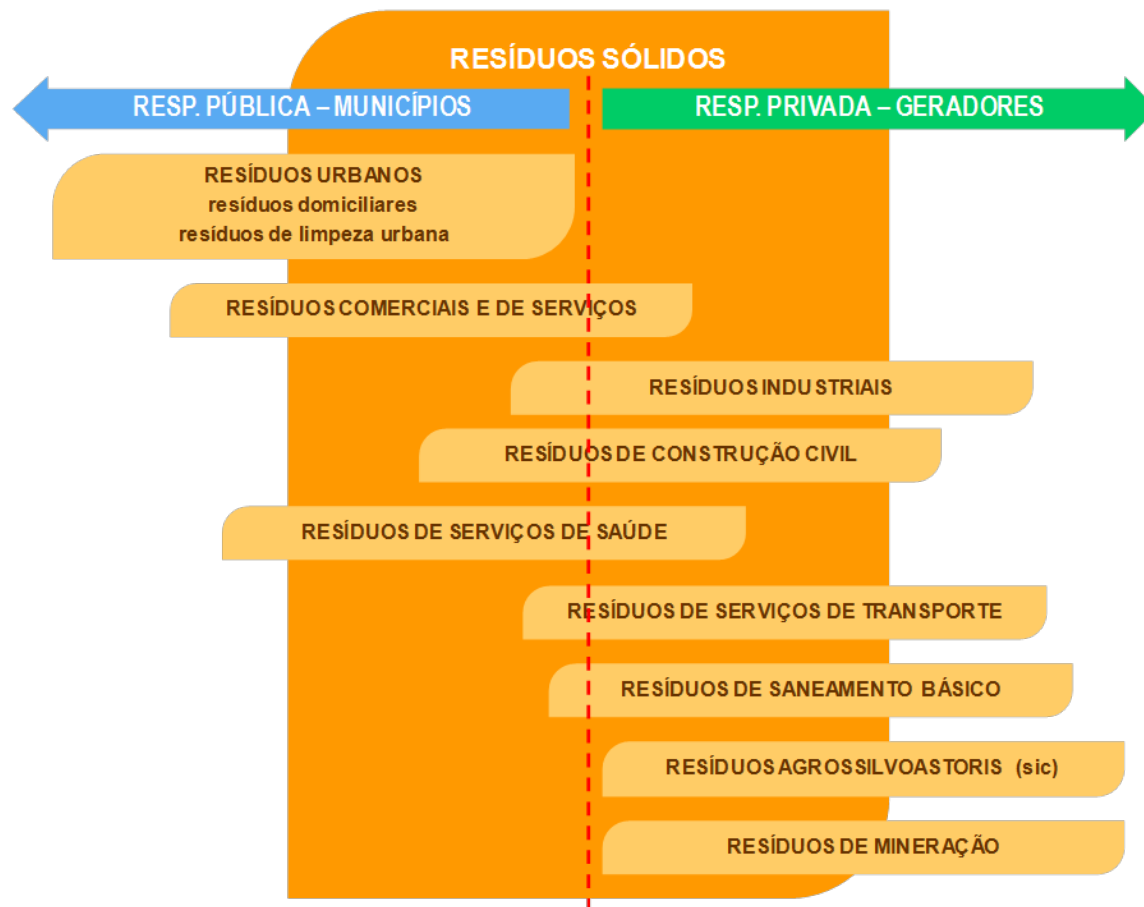 RESÍDUOS SÓLIDOS
RESP. PÚBLICA – MUNICÍPIOS
RESP. PRIVADA – GERADORES
RESÍDUOS URBANOS
resíduos domiciliares
resíduos de limpeza urbana
RESÍDUOS COMERCIAIS E DE SERVIÇOS
RESÍDUOS INDUSTRIAIS
RESÍDUOS DE CONSTRUÇÃO CIVIL
RESÍDUOS DE SERVIÇOS DE SAÚDE
RESÍDUOS DE SERVIÇOS DE TRANSPORTE
RESÍDUOS DE SANEAMENTO BÁSICO
RESÍDUOS AGROSSILVOASTORIS (sic)
RESÍDUOS DE MINERAÇÃO